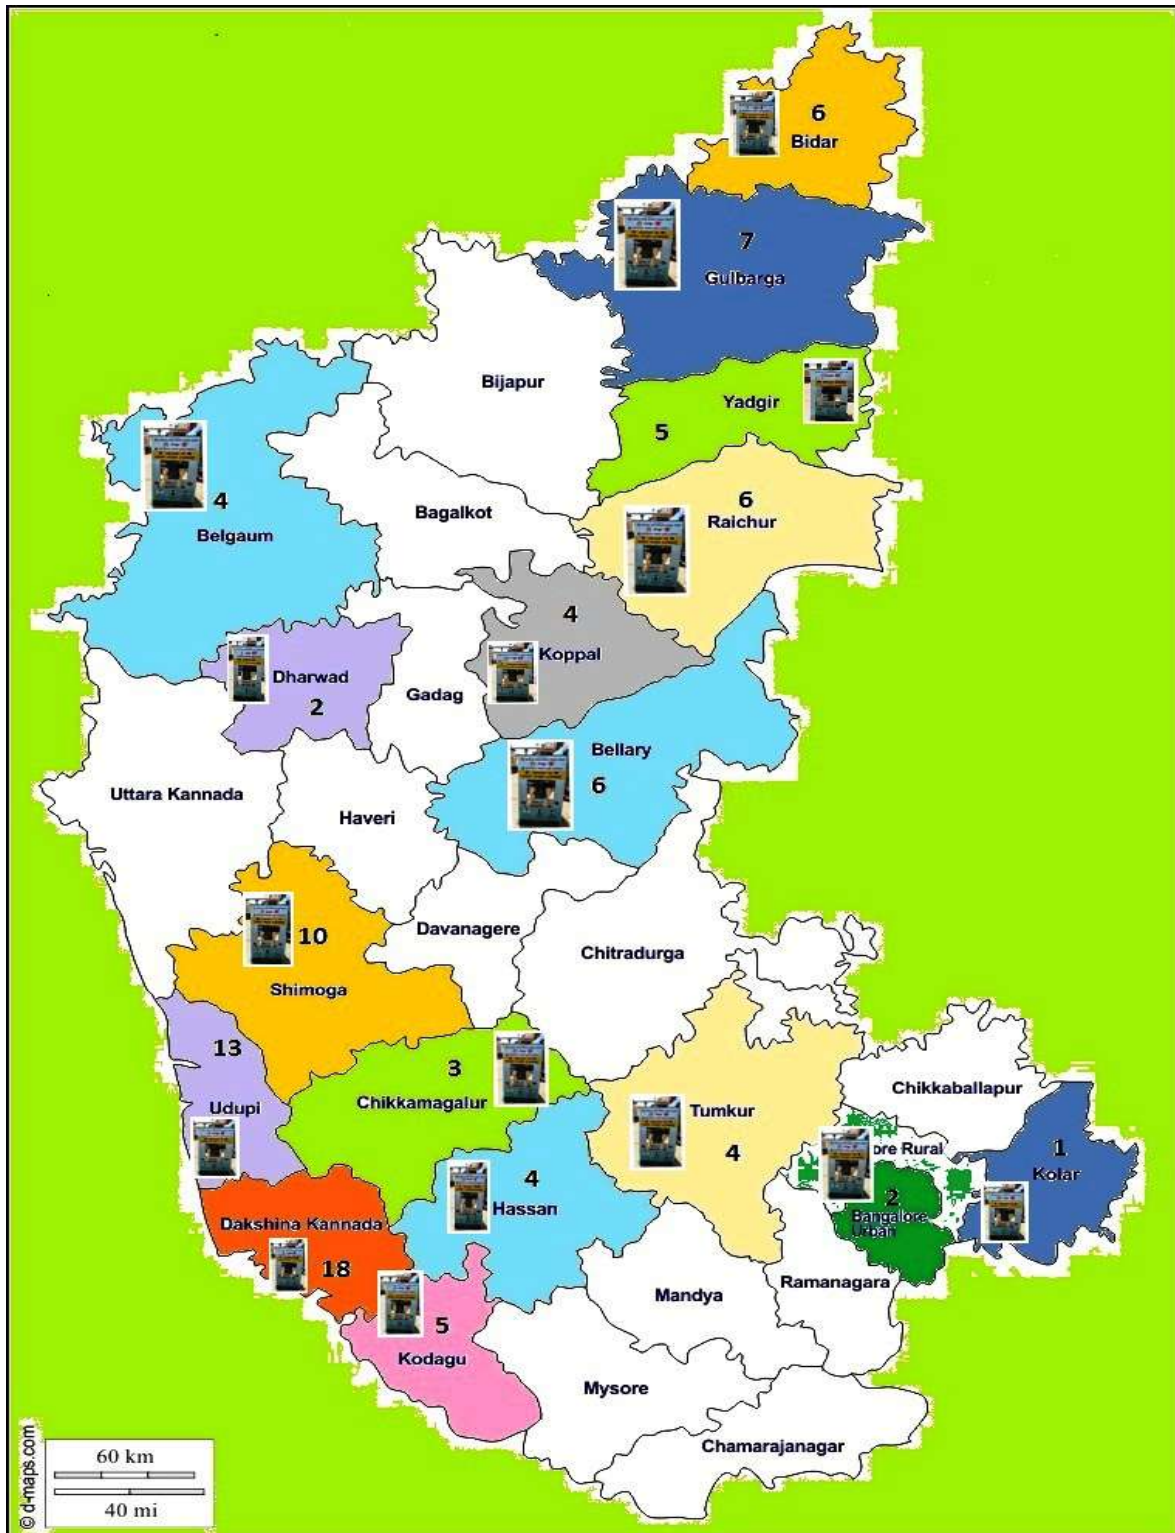 6
Bidar
7
Gulbarga
Bijapur
Yadgir
5
6
Raichur
4
Belgaum
Bagalkot
4
Koppal
Dharwad
2
Gadag
Bellary
6
Uttara Kannada
Haveri
10
Shimoga
Davanagere
Chitradurga
13
Udupi
3
Chikkamagalur
Tumkur
4
Chikkaballapur
ore Rural
1
Kolar
2
Bangalore
Urban
4
Hassan
Dakshina Kannada
18
Ramanagara
Mandya
5
Kodagu
Mysore
Chamarajanagar
60 km
40 mi
© d-maps.com